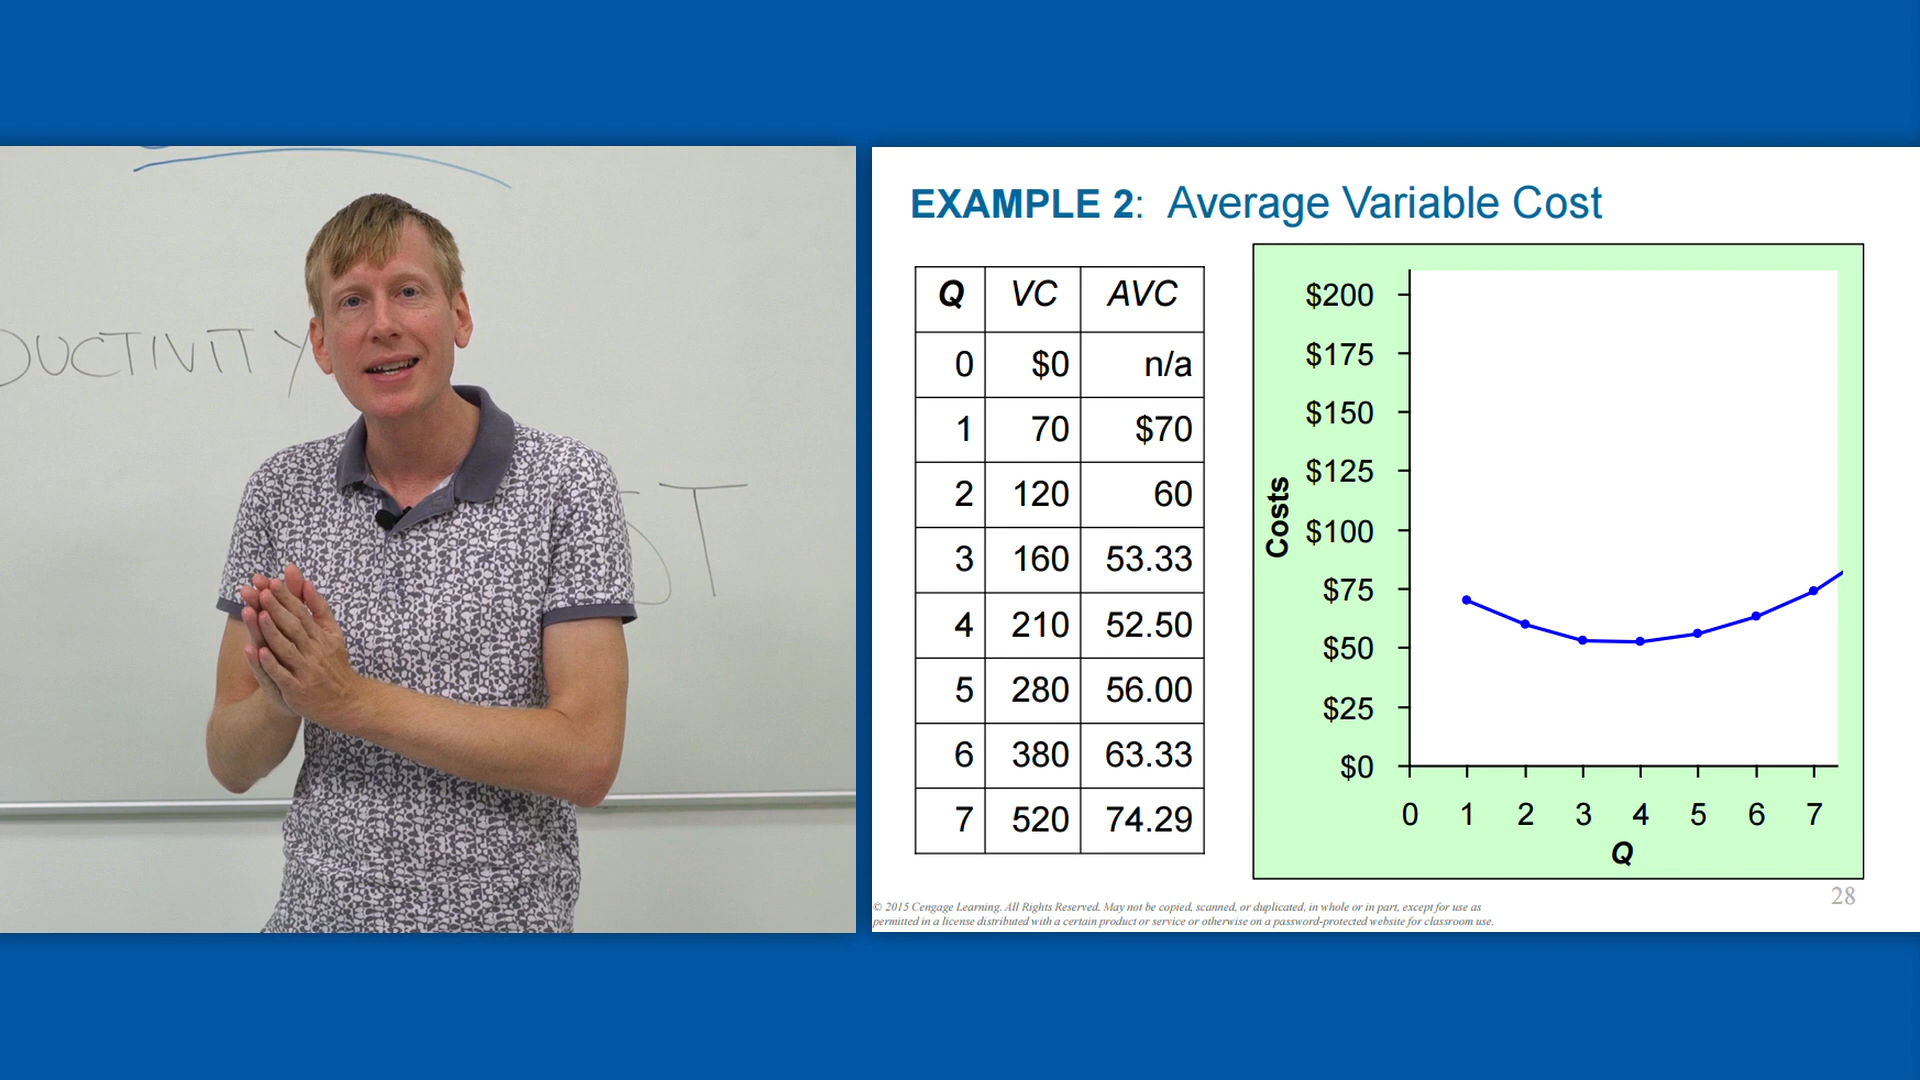 DUCTIVITY
ST
EXAMPLE 2: Average Variable Cost
Q VC AVC
0 $0 n/a
1 70 $70
2 120 60
3 160 53.33
4 210 52.50
5 280 56.00
6 380 63.33
7 520 74.29
Costs
$200
$175
$150
$125
$100
$75
$50
$25
$0
0 1 2 3 4 5 6 7
Q
28
© 2015 Cengage Learning. All Rights Reserved. May not be copied, scanned, or duplicated, in whole or in part, except for use as
permitted in a license distributed with a certain product or service or otherwise on a password-protected website for classroom use.